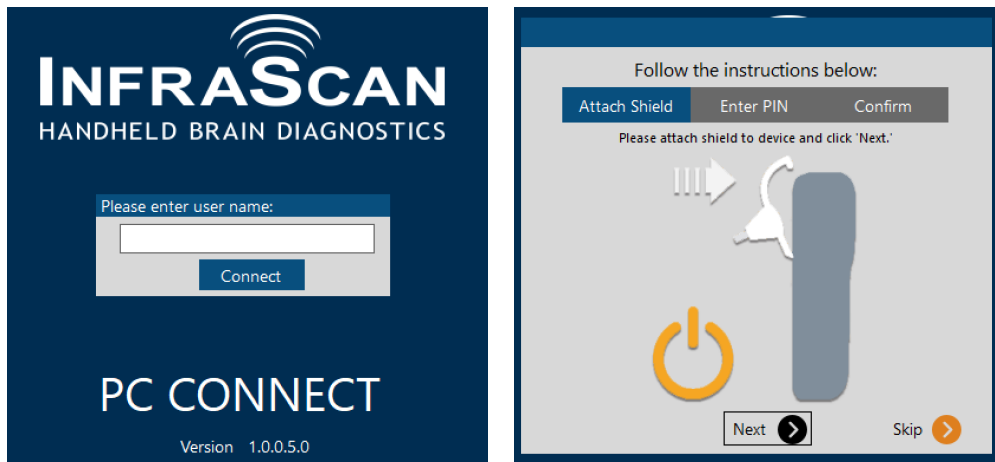 INFRASCAN
HANDHELD BRAIN DIAGNOSTICS
Please enter user name:
Connect
PC CONNECT
Version 1.0.0.5.0
Follow the instructions below:
Attach Shield Enter PIN Confirm
Please attach shield to device and click 'Next.'
Next Skip